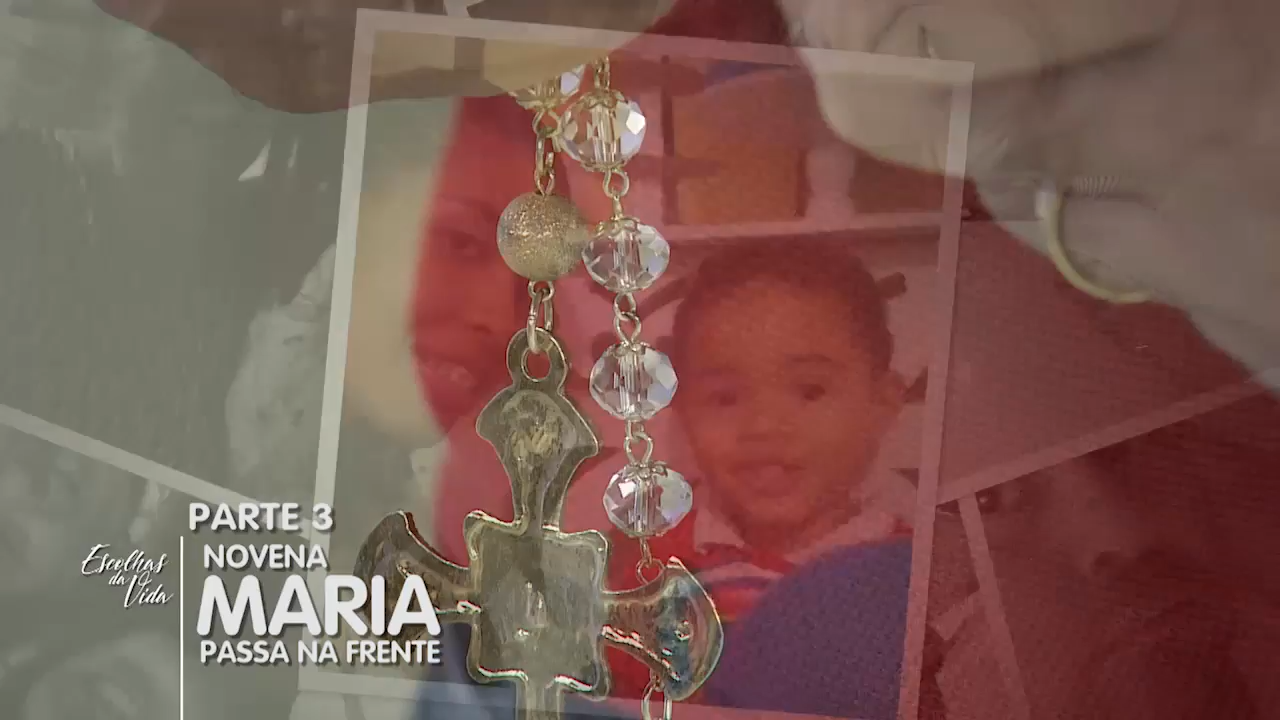 PARTE 3
Escolhas
da
Vida
NOVENA
MARIA
PASSA NA FRENTE